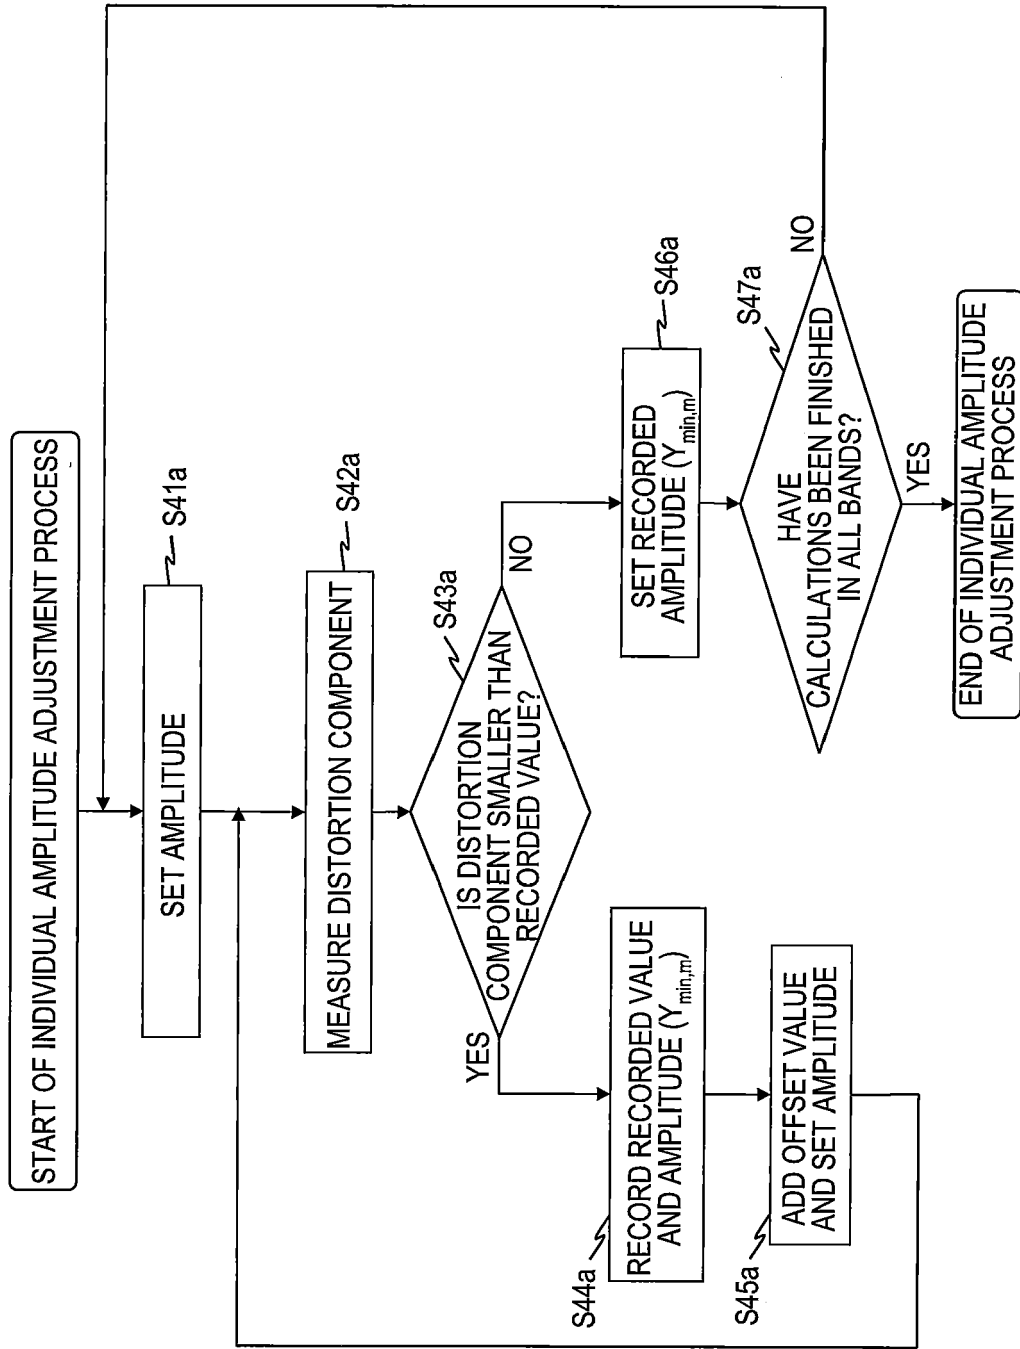 START OF INDIVIDUAL AMPLITUDE ADJUSTMENT PROCESS
SET AMPLITUDE
S41a
MEASURE DISTORTION COMPONENT
S42a
IS DISTORTION
COMPONENT SMALLER THAN
RECORDED VALUE?
S43a
YES
NO
RECORD RECORDED VALUE
AND AMPLITUDE (Ymin,m)
S44a
ADD OFFSET VALUE
AND SET AMPLITUDE
S45a
SET RECORDED
AMPLITUDE (Ymin,m)
S46a
HAVE
CALCULATIONS BEEN FINISHED
IN ALL BANDS?
S47a
NO
YES
END OF INDIVIDUAL AMPLITUDE
ADJUSTMENT PROCESS